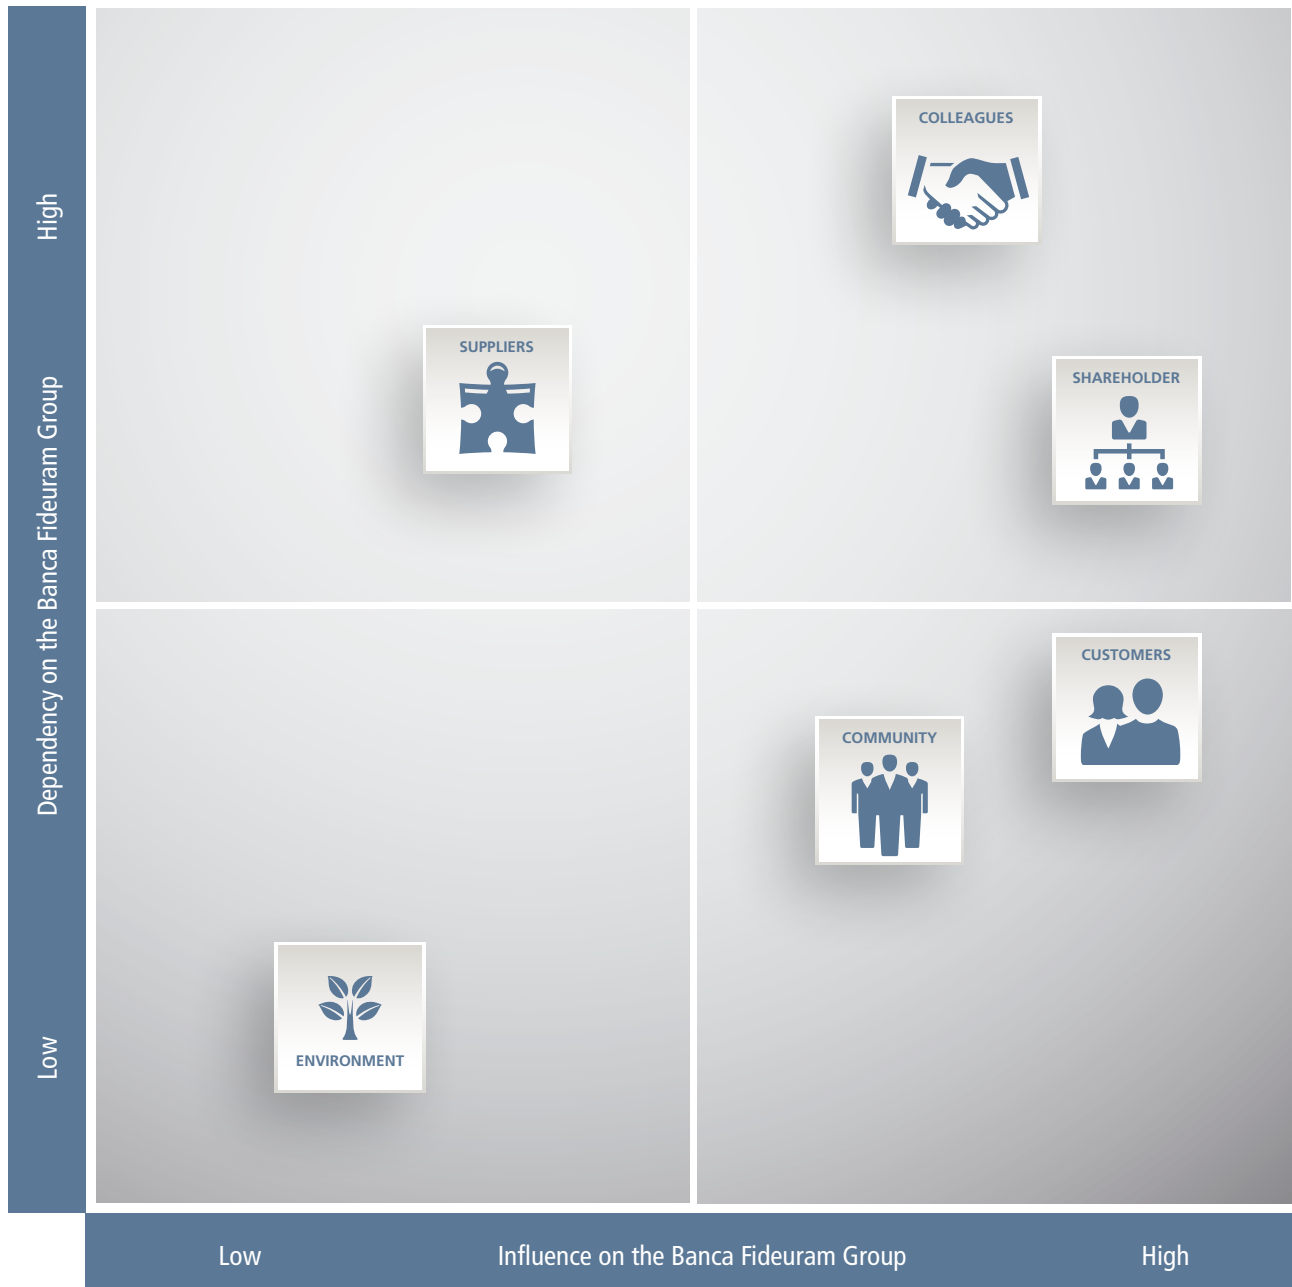 High
Dependency on the Banca Fideuram Group
Low
COLLEAGUES
SUPPLIERS
SHAREHOLDER
CUSTOMERS
COMMUNITY
ENVIRONMENT
Low
Influence on the Banca Fideuram Group
High